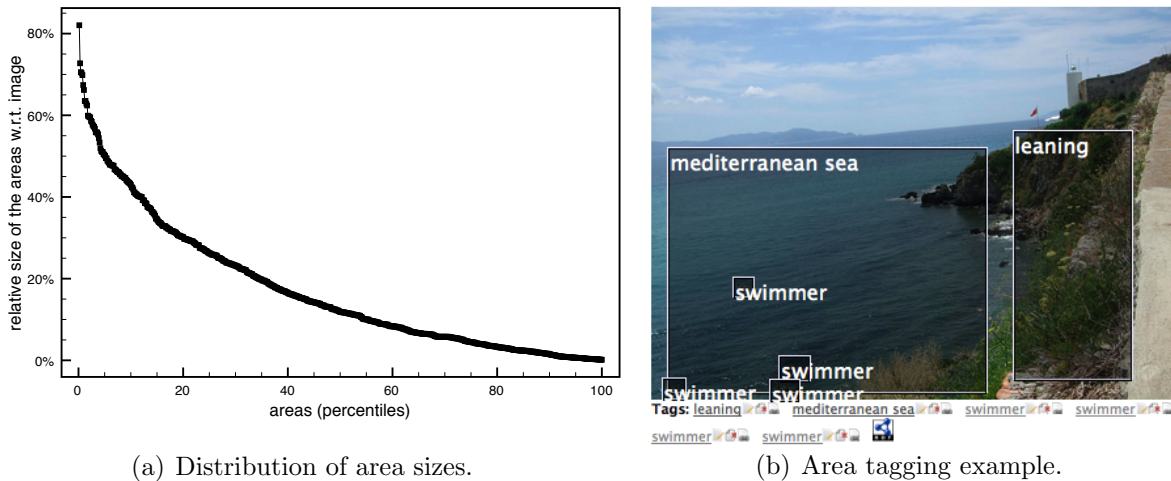 80%
60%
40%
20%
0%
relative size of the areas w.r.t. image
0 20 40 60 80 100
areas (percentiles)
(a) Distribution of area sizes.
mediterranean sea
leaning
swimmer
swimmer
swimmer
swimmer
Tags: leaning mediterranean sea swimmer swimmer
swimmer swimmer
(b) Area tagging example.